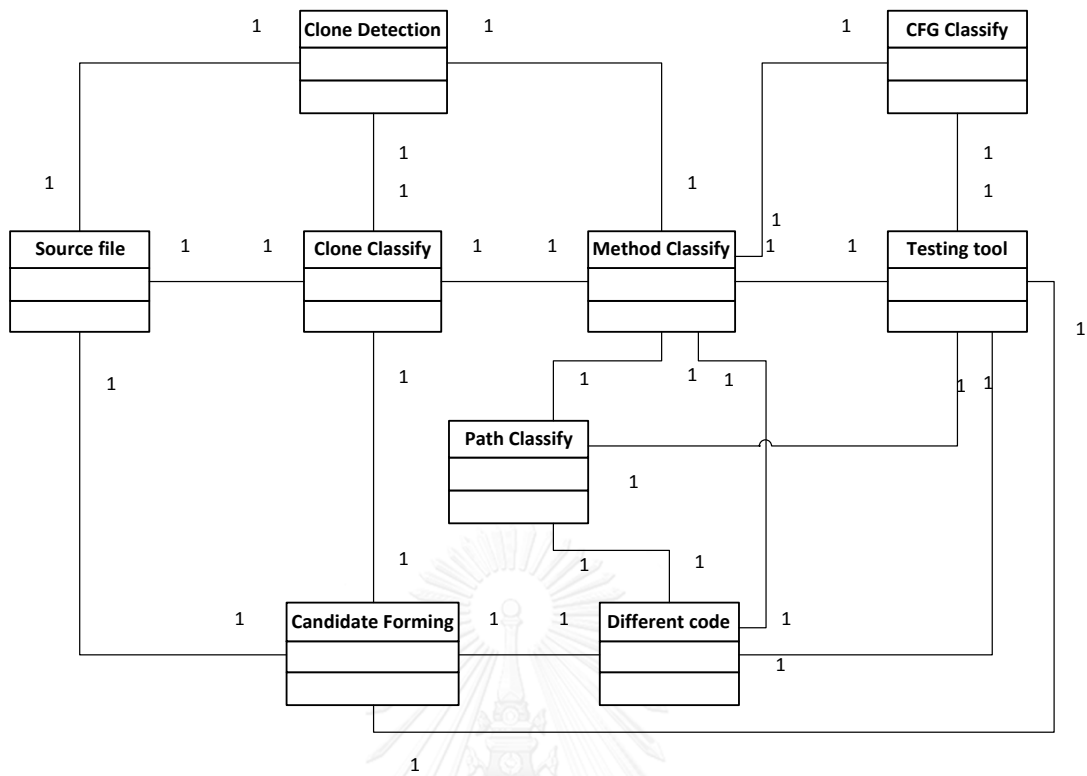 1 Clone Detection 1 1 CFG Classify
1 1
1 1 1 1
1
Source file 1 1 Clone Classify 1 1 Method Classify 1 1 Testing tool
1
1 1 1 1 1 1 1
Path Classify
1
1 1 1
1 Candidate Forming 1 1 Different code 1
1
1